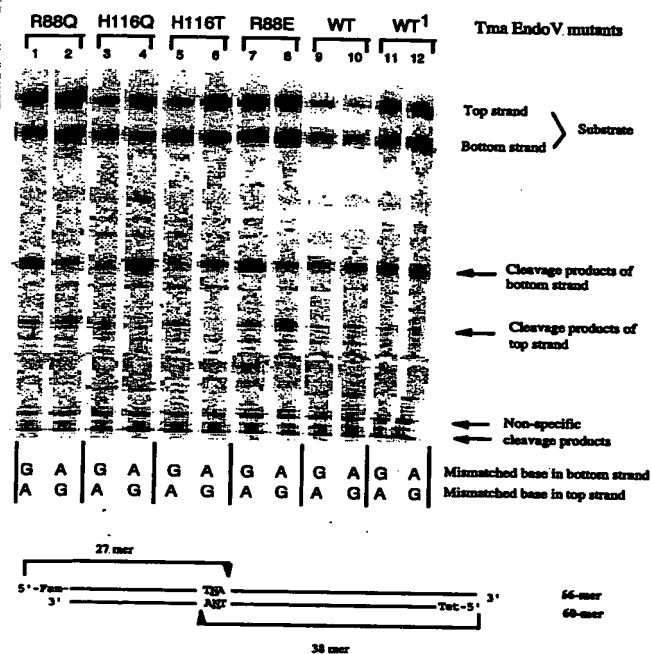 R88Q H116Q H116T R88E WT WT1 Tma EndoV mutants
1 2 3 4 5 6 7 8 9 10 11 12
Top strand
Substrate
Bottom strand
Cleavage products of
bottom strand
Cleavage products of
top strand
Non-specific
cleavage products
G A G A G A G A G A G A Mismatched base in bottom strand
A G A G A G A G A G A G Mismatched base in top strand
27 mer
5'-Fam TNA 3' 66-mer
3' ANT Tet-5' 60-mer
38 mer